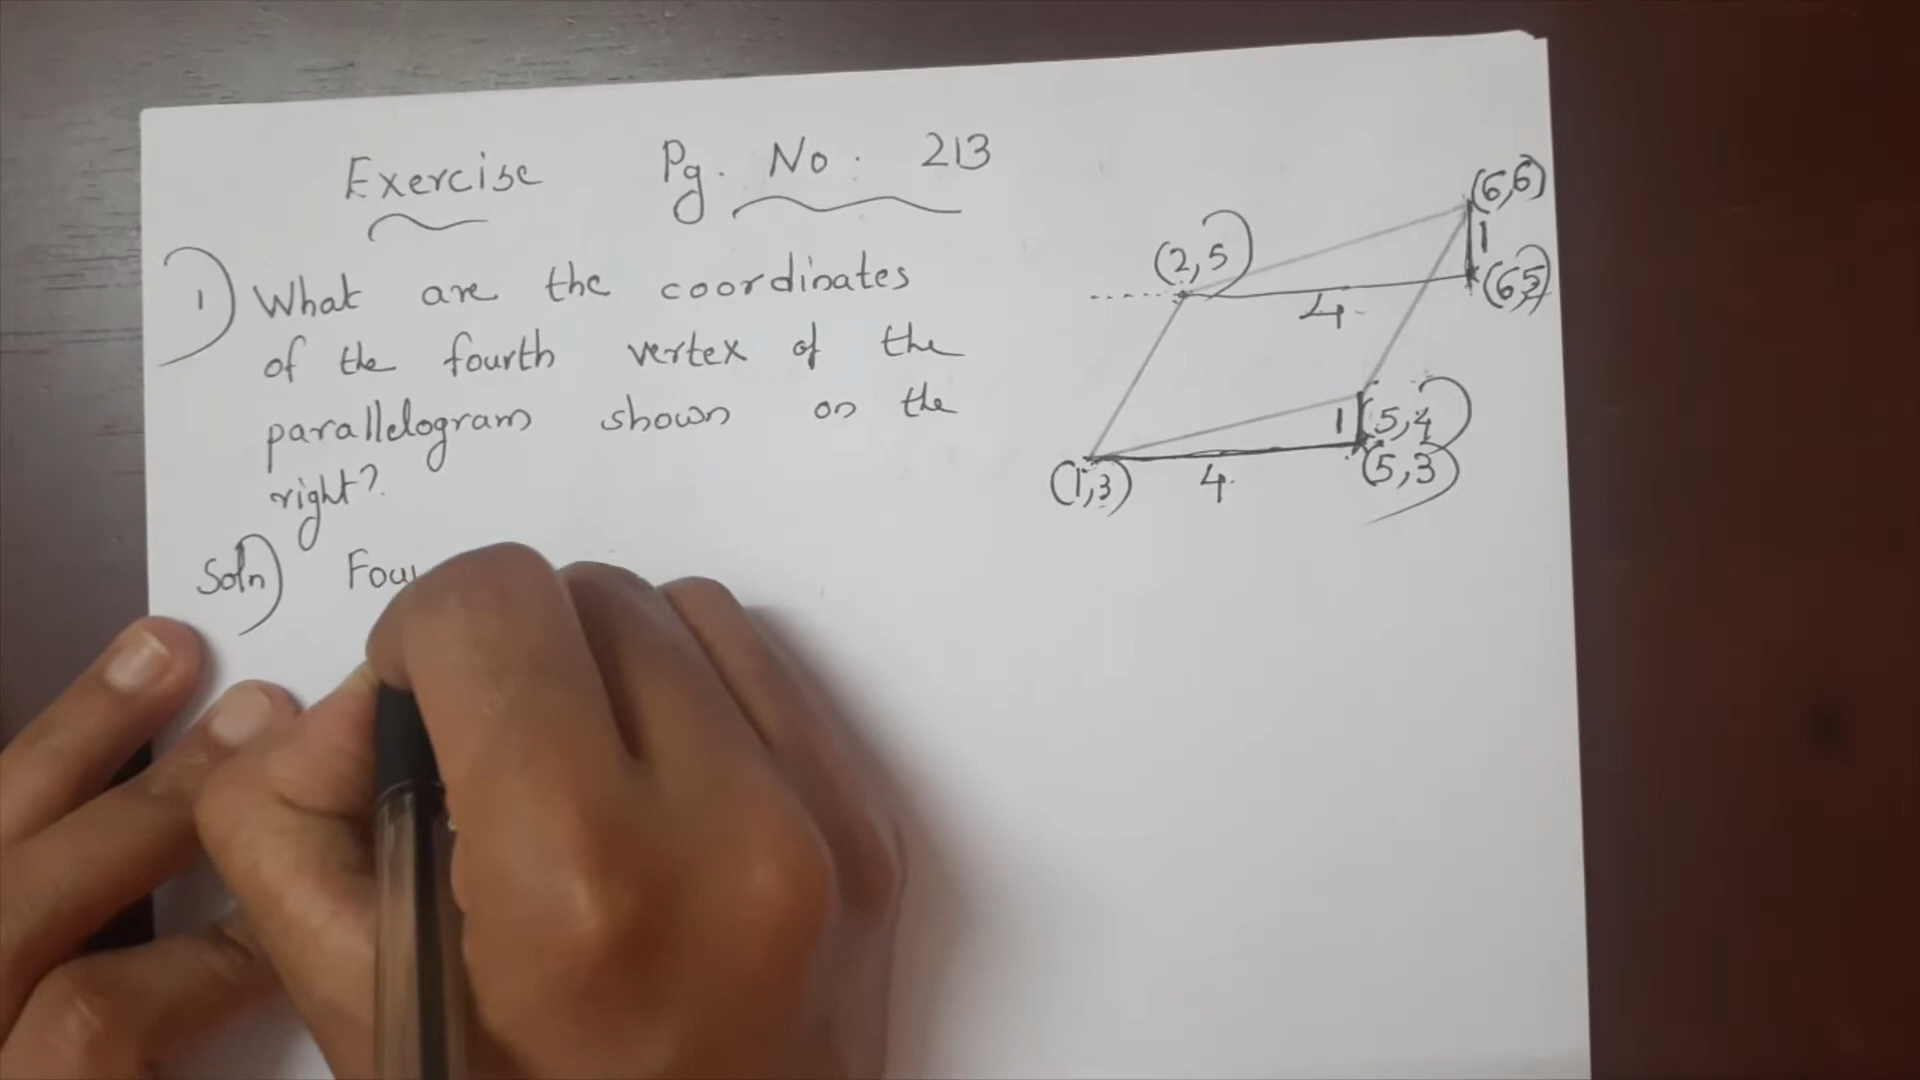 Exercise Pg. No: 213
1) What are the coordinates
of the fourth vertex of the
parallelogram shown on the
right?
Soln) Four
(6,6)
1
(2,5)
(6,5)
4
1
(5,4)
(1,3)
4
(5,3)